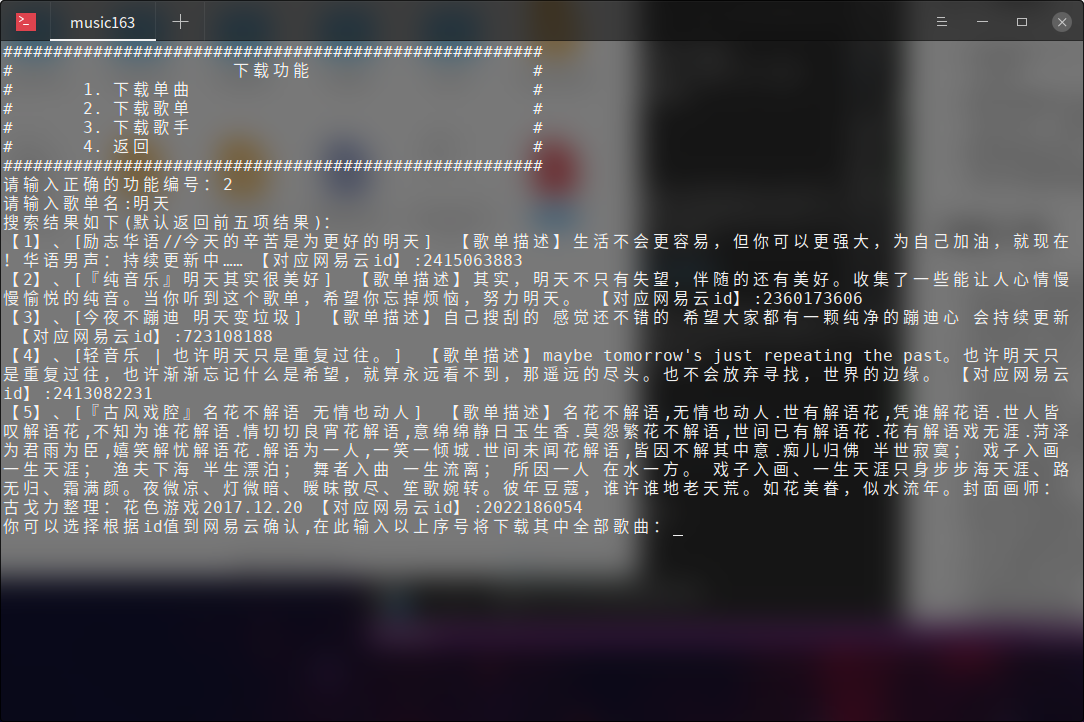 music163
######################################################
# 下载功能 #
# 1. 下载单曲 #
# 2. 下载歌单 #
# 3. 下载歌手 #
# 4. 返回 #
######################################################
请输入正确的功能编号: 2
请输入歌单名:明天
搜索结果如下(默认返回前五项结果):
【1】、[励志华语//今天的辛苦是为更好的明天] 【歌单描述】生活不会更容易，但你可以更强大，为自己加油，就现在
！华语男声：持续更新中…… 【对应网易云id】:2415063883
【2】、[『纯音乐』明天其实很美好] 【歌单描述】其实，明天不只有失望，伴随的还有美好。收集了一些能让人心情慢
慢愉悦的纯音。当你听到这个歌单，希望你忘掉烦恼，努力明天。 【对应网易云id】:2360173606
【3】、[今夜不蹦迪 明天变垃圾] 【歌单描述】自己搜刮的 感觉还不错的 希望大家都有一颗纯净的蹦迪心 会持续更新
【对应网易云id】:723108188
【4】、[轻音乐 | 也许明天只是重复过往。] 【歌单描述】maybe tomorrow's just repeating the past。也许明天只
是重复过往，也许渐渐忘记什么是希望，就算永远看不到，那遥远的尽头。也不会放弃寻找，世界的边缘。 【对应网易云
id】:2413082231
【5】、[『古风戏腔』名花不解语 无情也动人] 【歌单描述】名花不解语,无情也动人.世有解语花,凭谁解花语.世人皆
叹解语花,不知为谁花解语.情切切良宵花解语,意绵绵静日玉生香.莫怨繁花不解语,世间已有解语花.花有解语戏无涯.菏泽
为君雨为臣,嬉笑解忧解语花.解语为一人,一笑一倾城.世间未闻花解语,皆因不解其中意.痴儿归佛 半世寂寞； 戏子入画
一生天涯； 渔夫下海 半生漂泊； 舞者入曲 一生流离； 所因一人 在水一方。 戏子入画、一生天涯只身步步海天涯、路
无归、霜满颜。夜微凉、灯微暗、暧昧散尽、笙歌婉转。彼年豆蔻，谁许谁地老天荒。如花美眷，似水流年。封面画师：
古戈力整理：花色游戏2017.12.20 【对应网易云id】:2022186054
你可以选择根据id值到网易云确认,在此输入以上序号将下载其中全部歌曲: _